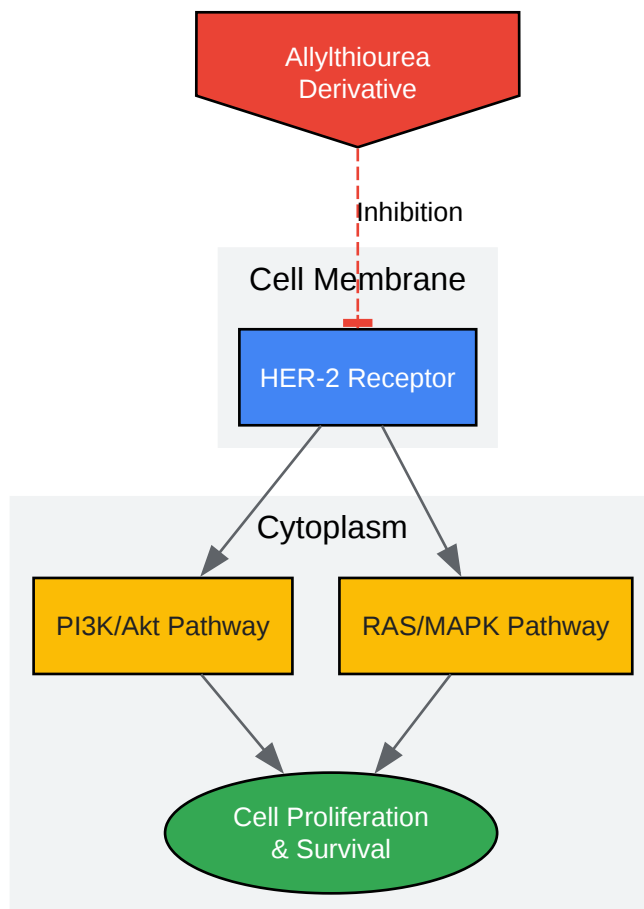 Allylthiourea
Derivative
Inhibition
Cell Membrane
HER-2 Receptor
Cytoplasm
PI3K/Akt Pathway
RAS/MAPK Pathway
Cell Proliferation
& Survival